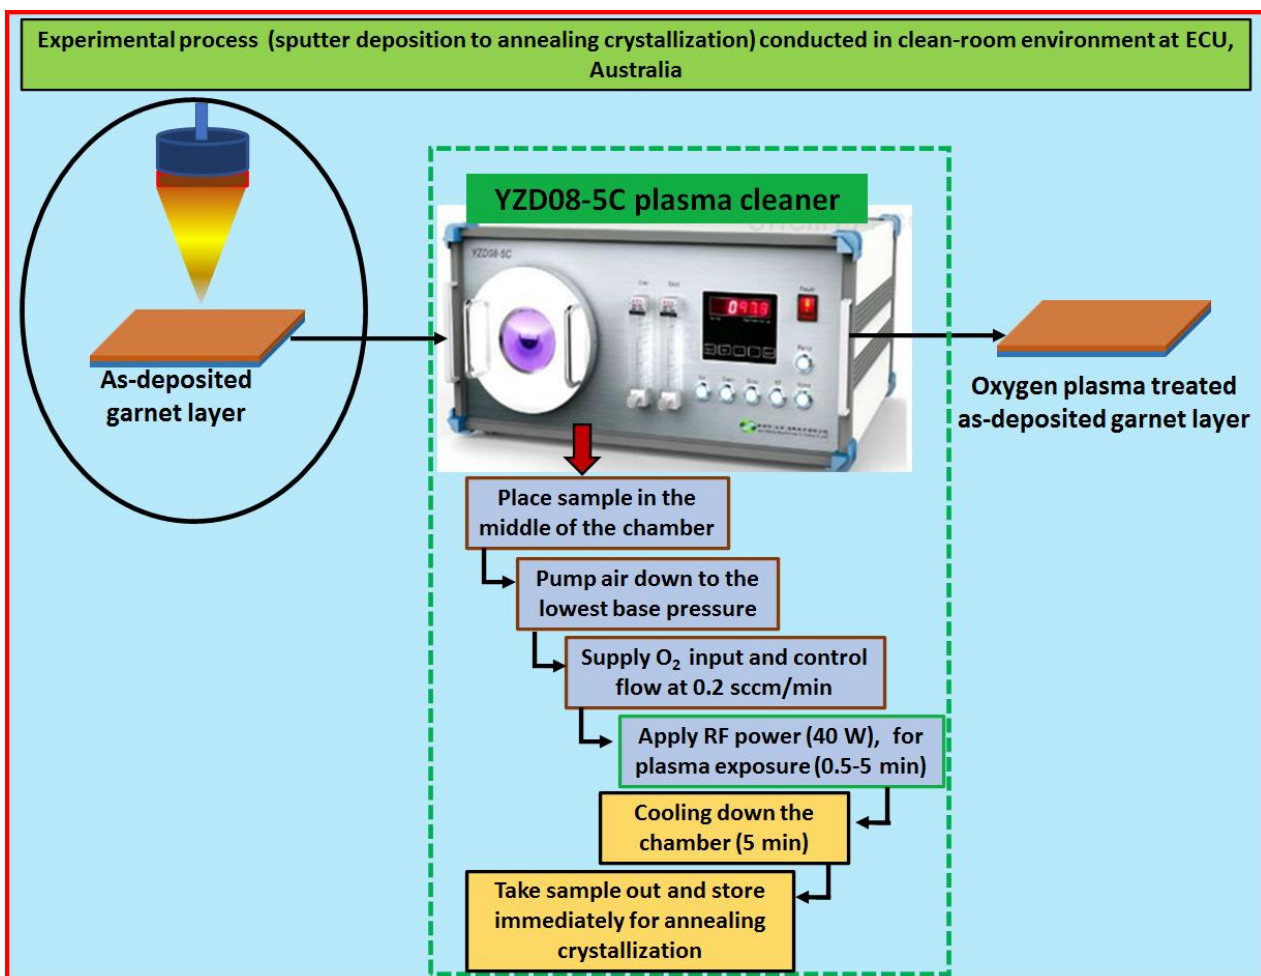 Experimental process (sputter deposition to annealing crystallization) conducted in clean-room environment at ECU,
Australia
YZD08-5C plasma cleaner
YZD08-5C
As-deposited
garnet layer
Oxygen plasma treated
as-deposited garnet layer
Place sample in the
middle of the chamber
Pump air down to the
lowest base pressure
Supply O₂ input and control
flow at 0.2 sccm/min
Apply RF power (40 W), for
plasma exposure (0.5-5 min)
Cooling down the
chamber (5 min)
Take sample out and store
immediately for annealing
crystallization